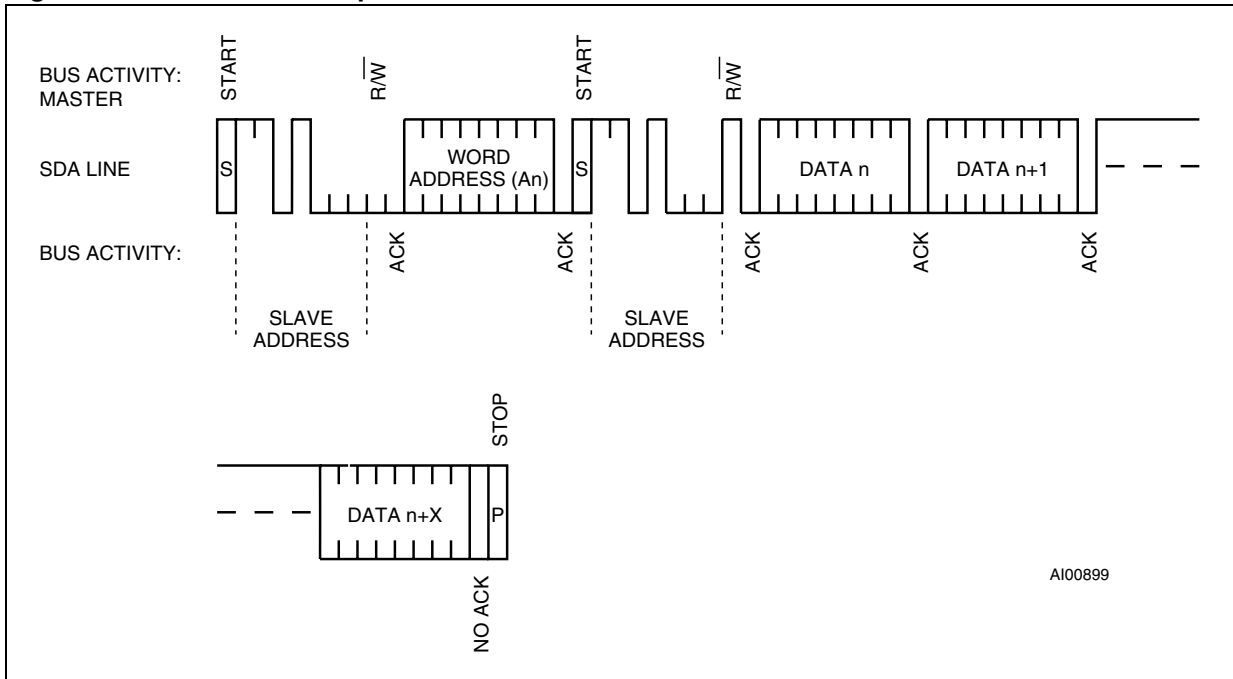 BUS ACTIVITY:
MASTER
START
R/W
START
R/W
SDA LINE
S
WORD
ADDRESS (An)
S
DATA n
DATA n+1
BUS ACTIVITY:
ACK
ACK
ACK
ACK
ACK
SLAVE
ADDRESS
SLAVE
ADDRESS
STOP
DATA n+X
P
NO ACK
AI00899